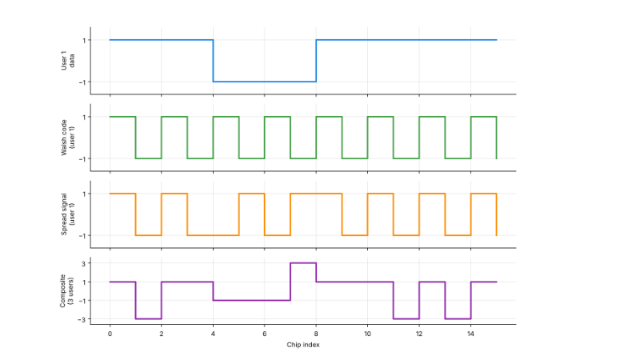 User 1
data
1
−1
Walsh code
(user 1)
1
−1
Spread signal
(user 1)
1
−1
Composite
(3 users)
3
1
−1
−3
0 2 4 6 8 10 12 14
Chip index